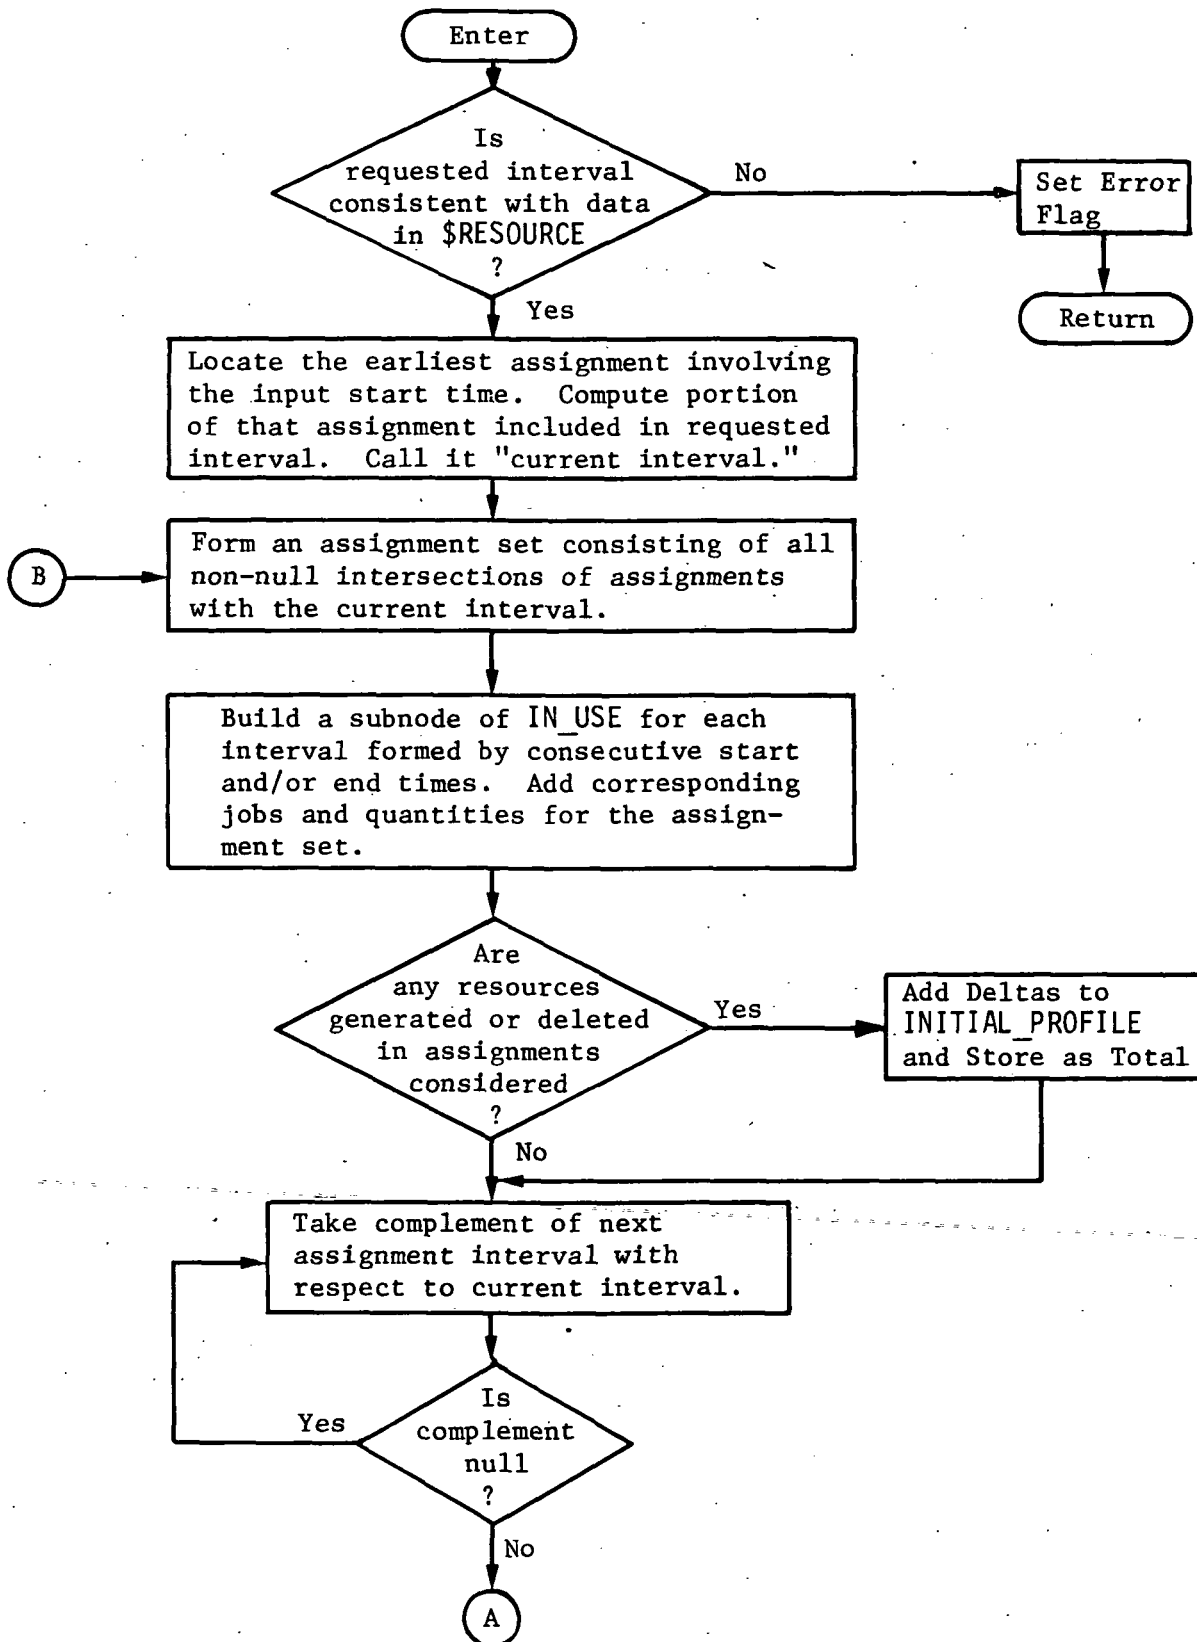 Enter
Is
requested interval
consistent with data
in $RESOURCE
?
No
Set Error
Flag
Return
Yes
Locate the earliest assignment involving
the input start time. Compute portion
of that assignment included in requested
interval. Call it "current interval."
B
Form an assignment set consisting of all
non-null intersections of assignments
with the current interval.
Build a subnode of IN_USE for each
interval formed by consecutive start
and/or end times. Add corresponding
jobs and quantities for the assign-
ment set.
Are
any resources
generated or deleted
in assignments
considered
?
Yes
Add Deltas to
INITIAL_PROFILE
and Store as Total
No
Take complement of next
assignment interval with
respect to current interval.
Is
complement
null
?
Yes
No
A